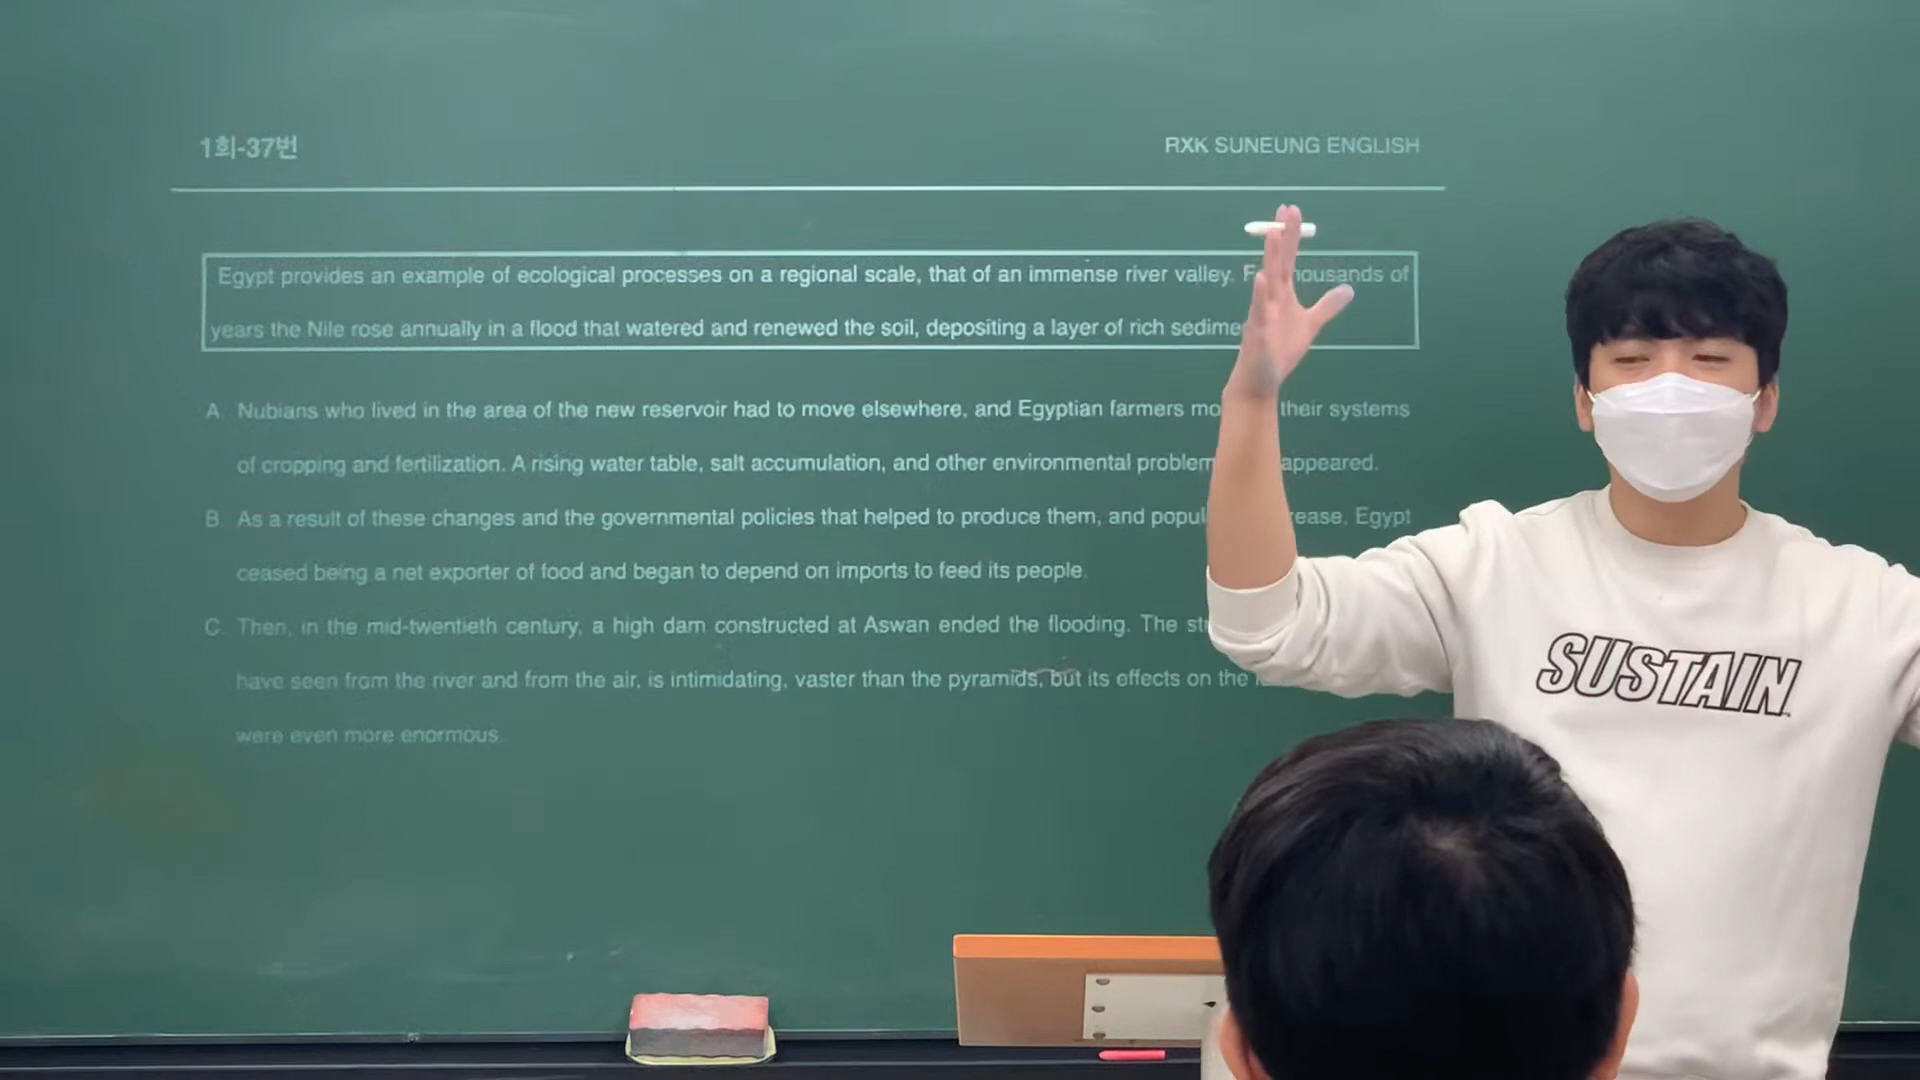 1회-37번
RXK SUNEUNG ENGLISH
Egypt provides an example of ecological processes on a regional scale, that of an immense river valley. of
years the Nile rose annually in a flood that watered and renewed the soil, depositing a layer of rich
A. Nubians who lived in the area of the new reservoir had to move elsewhere, and Egyptian farmers their systems
of cropping and fertilization. A rising water table, salt accumulation, and other environmental appeared.
B. As a result of these changes and the governmental policies that helped to produce them, and Egypt
ceased being a net exporter of food and began to depend on imports to feed its people.
C. Then, in the mid-twentieth century, a high dam constructed at Aswan ended the flooding. The
have seen from the river and from the air, is intimidating, vaster than the pyramids, but its effects on the
were even more enormous.
SUSTAIN